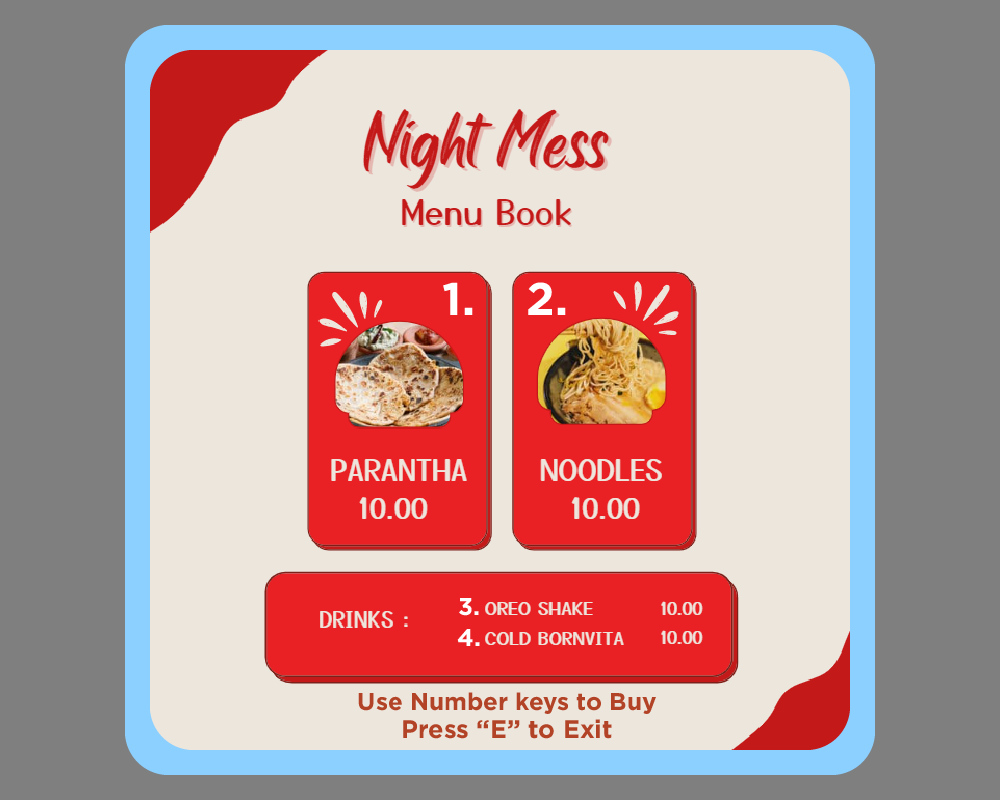 Night Mess
Menu Book
1.
2.
PARANTHA
10.00
NOODLES
10.00
DRINKS :
3. OREO SHAKE 10.00
4. COLD BORNVITA 10.00
Use Number keys to Buy
Press “E” to Exit